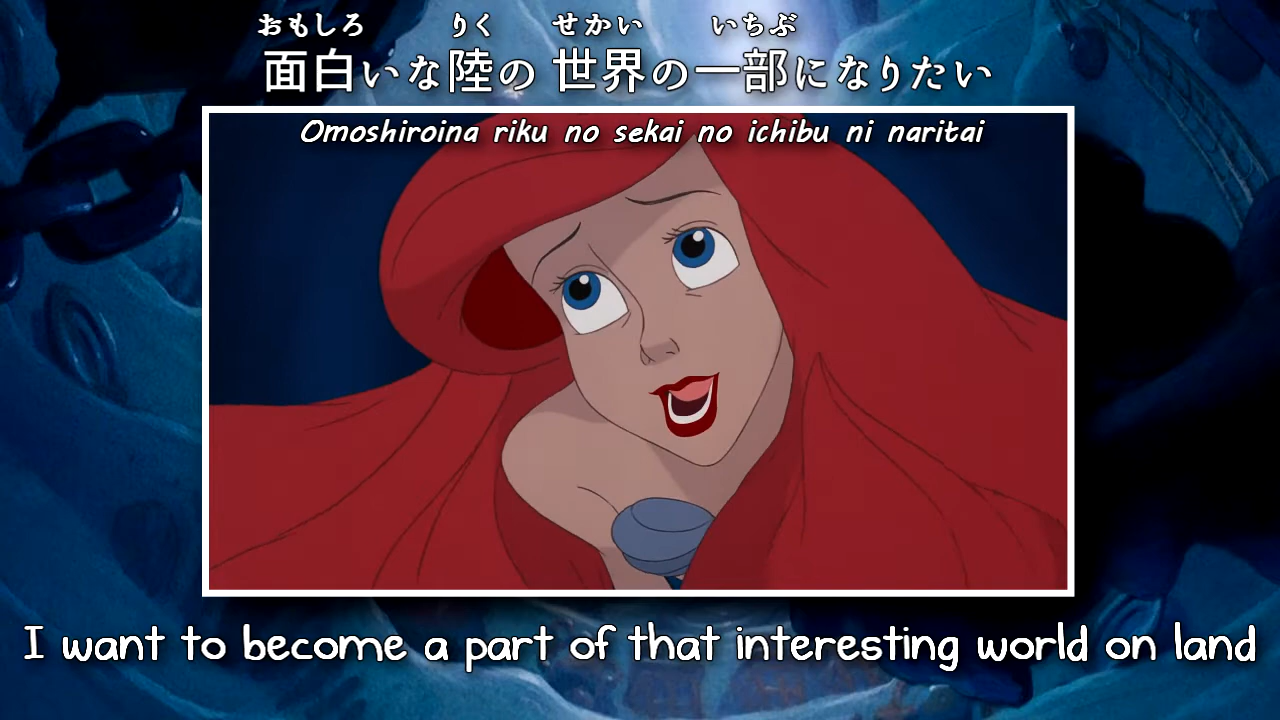 おもしろ りく せかい いちぶ
面白いな陸の 世界の一部になりたい
Omoshiroina riku no sekai no ichibu ni naritai
I want to become a part of that interesting world on land